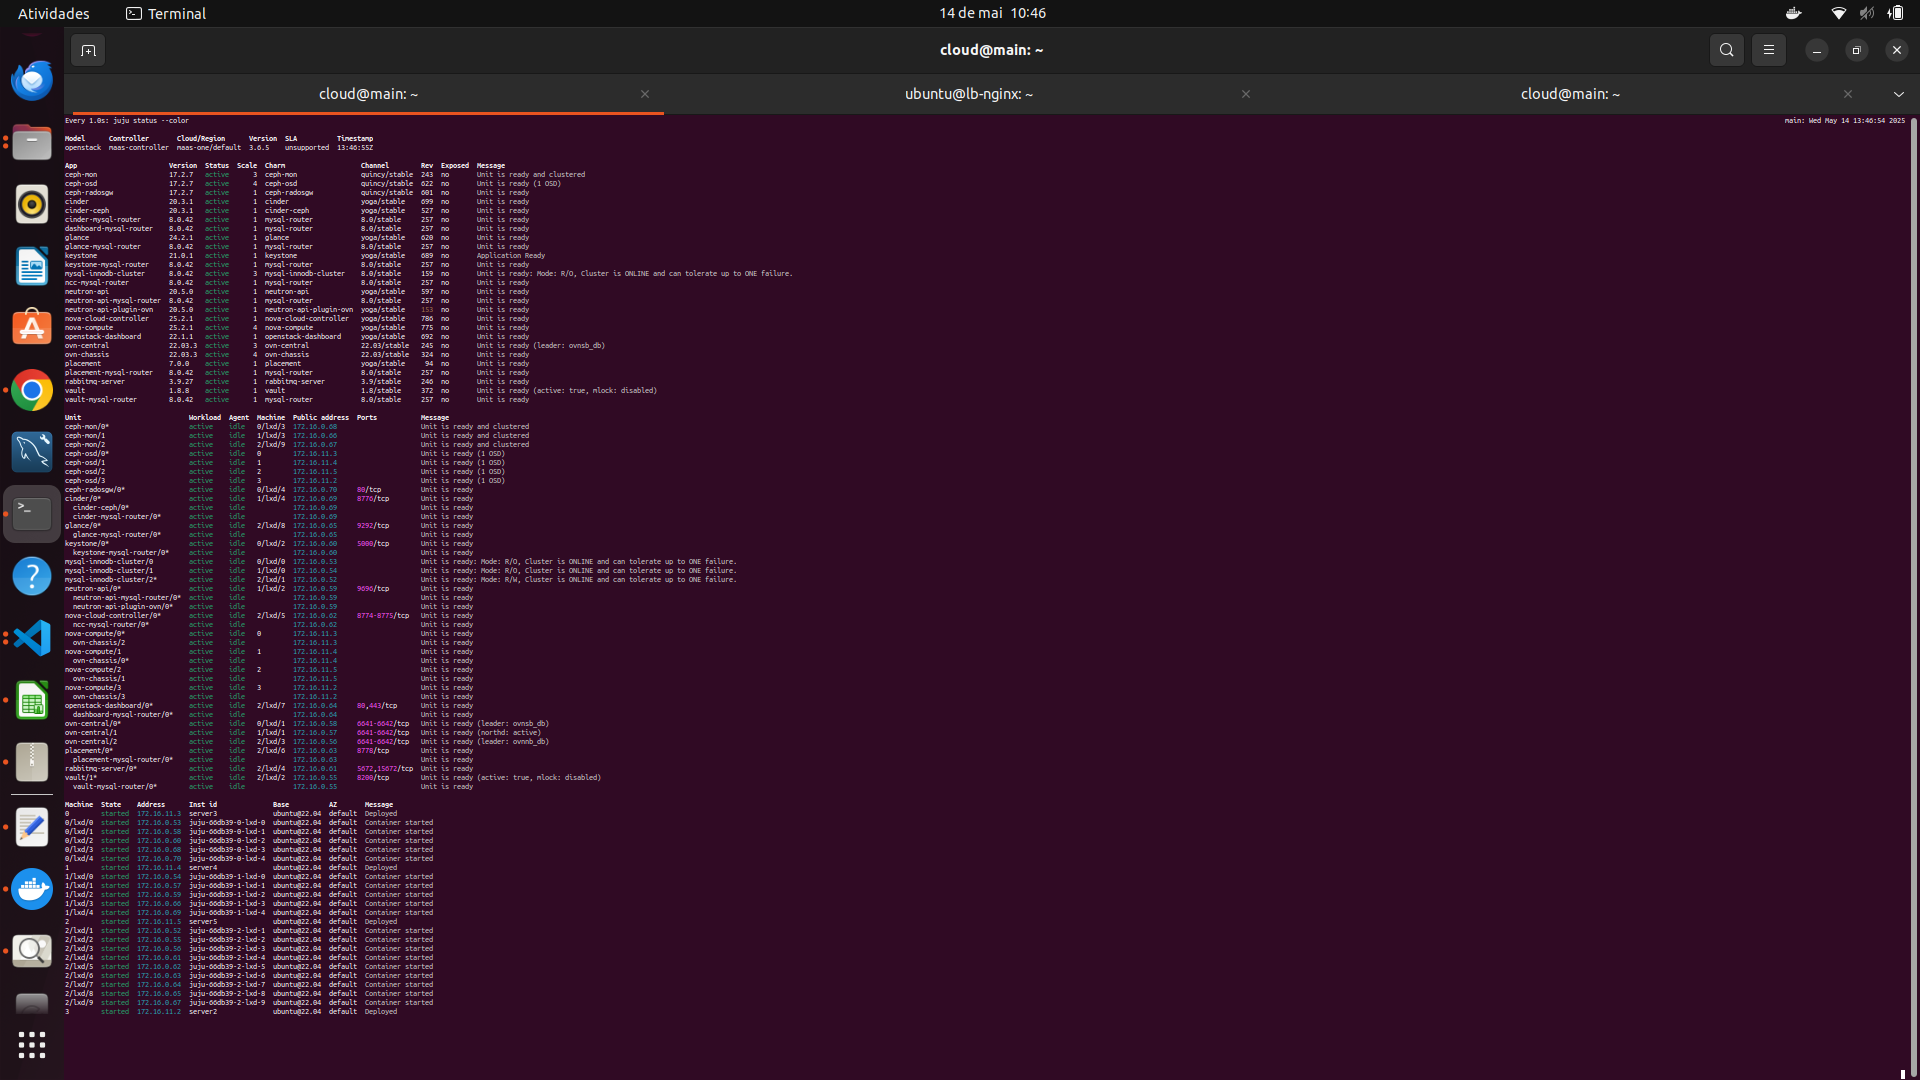 Atividades Terminal 14 de mai 10:46
cloud@main: ~
cloud@main: ~ ubuntu@lb-nginx: ~ cloud@main: ~
Every 1.0s: juju status --color main: Wed May 14 13:46:54 2025
Model Controller Cloud/Region Version SLA Timestamp
openstack maas-controller maas-one/default 3.6.5 unsupported 13:46:55Z
App Version Status Scale Charm Channel Rev Exposed Message
ceph-mon 17.2.7 active 3 ceph-mon quincy/stable 243 no Unit is ready and clustered
ceph-osd 17.2.7 active 4 ceph-osd quincy/stable 622 no Unit is ready (1 OSD)
ceph-radosgw 17.2.7 active 1 ceph-radosgw quincy/stable 601 no Unit is ready
cinder 20.3.1 active 1 cinder yoga/stable 699 no Unit is ready
cinder-ceph 20.3.1 active 1 cinder-ceph yoga/stable 527 no Unit is ready
cinder-mysql-router 8.0.42 active 1 mysql-router 8.0/stable 257 no Unit is ready
dashboard-mysql-router 8.0.42 active 1 mysql-router 8.0/stable 257 no Unit is ready
glance 24.2.1 active 1 glance yoga/stable 620 no Unit is ready
glance-mysql-router 8.0.42 active 1 mysql-router 8.0/stable 257 no Unit is ready
keystone 21.0.1 active 1 keystone yoga/stable 689 no Application Ready
keystone-mysql-router 8.0.42 active 1 mysql-router 8.0/stable 257 no Unit is ready
mysql-innodb-cluster 8.0.42 active 3 mysql-innodb-cluster 8.0/stable 159 no Unit is ready: Mode: R/O, Cluster is ONLINE and can tolerate up to ONE failure.
ncc-mysql-router 8.0.42 active 1 mysql-router 8.0/stable 257 no Unit is ready
neutron-api 20.5.0 active 1 neutron-api yoga/stable 597 no Unit is ready
neutron-api-mysql-router 8.0.42 active 1 mysql-router 8.0/stable 257 no Unit is ready
neutron-api-plugin-ovn 20.5.0 active 1 neutron-api-plugin-ovn yoga/stable 153 no Unit is ready
nova-cloud-controller 25.2.1 active 1 nova-cloud-controller yoga/stable 786 no Unit is ready
nova-compute 25.2.1 active 4 nova-compute yoga/stable 775 no Unit is ready
openstack-dashboard 22.1.1 active 1 openstack-dashboard yoga/stable 692 no Unit is ready
ovn-central 22.03.3 active 3 ovn-central 22.03/stable 245 no Unit is ready (leader: ovnsb_db)
ovn-chassis 22.03.3 active 4 ovn-chassis 22.03/stable 324 no Unit is ready
placement 7.0.0 active 1 placement yoga/stable 94 no Unit is ready
placement-mysql-router 8.0.42 active 1 mysql-router 8.0/stable 257 no Unit is ready
rabbitmq-server 3.9.27 active 1 rabbitmq-server 3.9/stable 246 no Unit is ready
vault 1.8.8 active 1 vault 1.8/stable 372 no Unit is ready (active: true, mlock: disabled)
vault-mysql-router 8.0.42 active 1 mysql-router 8.0/stable 257 no Unit is ready
Unit Workload Agent Machine Public address Ports Message
ceph-mon/0* active idle 0/lxd/3 172.16.0.68 Unit is ready and clustered
ceph-mon/1 active idle 1/lxd/3 172.16.0.66 Unit is ready and clustered
ceph-mon/2 active idle 2/lxd/9 172.16.0.67 Unit is ready and clustered
ceph-osd/0* active idle 0 172.16.11.3 Unit is ready (1 OSD)
ceph-osd/1 active idle 1 172.16.11.4 Unit is ready (1 OSD)
ceph-osd/2 active idle 2 172.16.11.5 Unit is ready (1 OSD)
ceph-osd/3 active idle 3 172.16.11.2 Unit is ready (1 OSD)
ceph-radosgw/0* active idle 0/lxd/4 172.16.0.70 80/tcp Unit is ready
cinder/0* active idle 1/lxd/4 172.16.0.69 8776/tcp Unit is ready
cinder-ceph/0* active idle 172.16.0.69 Unit is ready
cinder-mysql-router/0* active idle 172.16.0.69 Unit is ready
glance/0* active idle 2/lxd/8 172.16.0.65 9292/tcp Unit is ready
glance-mysql-router/0* active idle 172.16.0.65 Unit is ready
keystone/0* active idle 0/lxd/2 172.16.0.60 5000/tcp Unit is ready
keystone-mysql-router/0* active idle 172.16.0.60 Unit is ready
mysql-innodb-cluster/0 active idle 0/lxd/0 172.16.0.53 Unit is ready: Mode: R/O, Cluster is ONLINE and can tolerate up to ONE failure.
mysql-innodb-cluster/1 active idle 1/lxd/0 172.16.0.54 Unit is ready: Mode: R/O, Cluster is ONLINE and can tolerate up to ONE failure.
mysql-innodb-cluster/2* active idle 2/lxd/1 172.16.0.52 Unit is ready: Mode: R/W, Cluster is ONLINE and can tolerate up to ONE failure.
neutron-api/0* active idle 1/lxd/2 172.16.0.59 9696/tcp Unit is ready
neutron-api-mysql-router/0* active idle 172.16.0.59 Unit is ready
neutron-api-plugin-ovn/0* active idle 172.16.0.59 Unit is ready
nova-cloud-controller/0* active idle 2/lxd/5 172.16.0.62 8774-8775/tcp Unit is ready
ncc-mysql-router/0* active idle 172.16.0.62 Unit is ready
nova-compute/0* active idle 0 172.16.11.3 Unit is ready
ovn-chassis/2 active idle 172.16.11.3 Unit is ready
nova-compute/1 active idle 1 172.16.11.4 Unit is ready
ovn-chassis/0* active idle 172.16.11.4 Unit is ready
nova-compute/2 active idle 2 172.16.11.5 Unit is ready
ovn-chassis/1 active idle 172.16.11.5 Unit is ready
nova-compute/3 active idle 3 172.16.11.2 Unit is ready
ovn-chassis/3 active idle 172.16.11.2 Unit is ready
openstack-dashboard/0* active idle 2/lxd/7 172.16.0.64 80,443/tcp Unit is ready
dashboard-mysql-router/0* active idle 172.16.0.64 Unit is ready
ovn-central/0* active idle 0/lxd/1 172.16.0.58 6641-6642/tcp Unit is ready (leader: ovnsb_db)
ovn-central/1 active idle 1/lxd/1 172.16.0.57 6641-6642/tcp Unit is ready (northd: active)
ovn-central/2 active idle 2/lxd/3 172.16.0.56 6641-6642/tcp Unit is ready (leader: ovnnb_db)
placement/0* active idle 2/lxd/6 172.16.0.63 8778/tcp Unit is ready
placement-mysql-router/0* active idle 172.16.0.63 Unit is ready
rabbitmq-server/0* active idle 2/lxd/4 172.16.0.61 5672,15672/tcp Unit is ready
vault/1* active idle 2/lxd/2 172.16.0.55 8200/tcp Unit is ready (active: true, mlock: disabled)
vault-mysql-router/0* active idle 172.16.0.55 Unit is ready
Machine State Address Inst id Base AZ Message
0 started 172.16.11.3 server3 ubuntu@22.04 default Deployed
0/lxd/0 started 172.16.0.53 juju-66db39-0-lxd-0 ubuntu@22.04 default Container started
0/lxd/1 started 172.16.0.58 juju-66db39-0-lxd-1 ubuntu@22.04 default Container started
0/lxd/2 started 172.16.0.60 juju-66db39-0-lxd-2 ubuntu@22.04 default Container started
0/lxd/3 started 172.16.0.68 juju-66db39-0-lxd-3 ubuntu@22.04 default Container started
0/lxd/4 started 172.16.0.70 juju-66db39-0-lxd-4 ubuntu@22.04 default Container started
1 started 172.16.11.4 server4 ubuntu@22.04 default Deployed
1/lxd/0 started 172.16.0.54 juju-66db39-1-lxd-0 ubuntu@22.04 default Container started
1/lxd/1 started 172.16.0.57 juju-66db39-1-lxd-1 ubuntu@22.04 default Container started
1/lxd/2 started 172.16.0.59 juju-66db39-1-lxd-2 ubuntu@22.04 default Container started
1/lxd/3 started 172.16.0.66 juju-66db39-1-lxd-3 ubuntu@22.04 default Container started
1/lxd/4 started 172.16.0.69 juju-66db39-1-lxd-4 ubuntu@22.04 default Container started
2 started 172.16.11.5 server5 ubuntu@22.04 default Deployed
2/lxd/1 started 172.16.0.52 juju-66db39-2-lxd-1 ubuntu@22.04 default Container started
2/lxd/2 started 172.16.0.55 juju-66db39-2-lxd-2 ubuntu@22.04 default Container started
2/lxd/3 started 172.16.0.56 juju-66db39-2-lxd-3 ubuntu@22.04 default Container started
2/lxd/4 started 172.16.0.61 juju-66db39-2-lxd-4 ubuntu@22.04 default Container started
2/lxd/5 started 172.16.0.62 juju-66db39-2-lxd-5 ubuntu@22.04 default Container started
2/lxd/6 started 172.16.0.63 juju-66db39-2-lxd-6 ubuntu@22.04 default Container started
2/lxd/7 started 172.16.0.64 juju-66db39-2-lxd-7 ubuntu@22.04 default Container started
2/lxd/8 started 172.16.0.65 juju-66db39-2-lxd-8 ubuntu@22.04 default Container started
2/lxd/9 started 172.16.0.67 juju-66db39-2-lxd-9 ubuntu@22.04 default Container started
3 started 172.16.11.2 server2 ubuntu@22.04 default Deployed